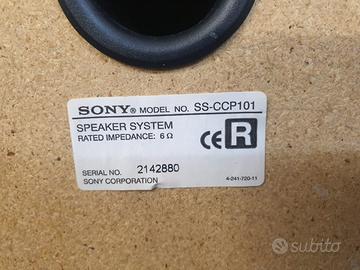 SONY MODEL NO. SS-CCP101
SPEAKER SYSTEM
RATED IMPEDANCE: 6 Ω
CE R
SERIAL NO. 2142880
SONY CORPORATION
4-241-720-11
subito